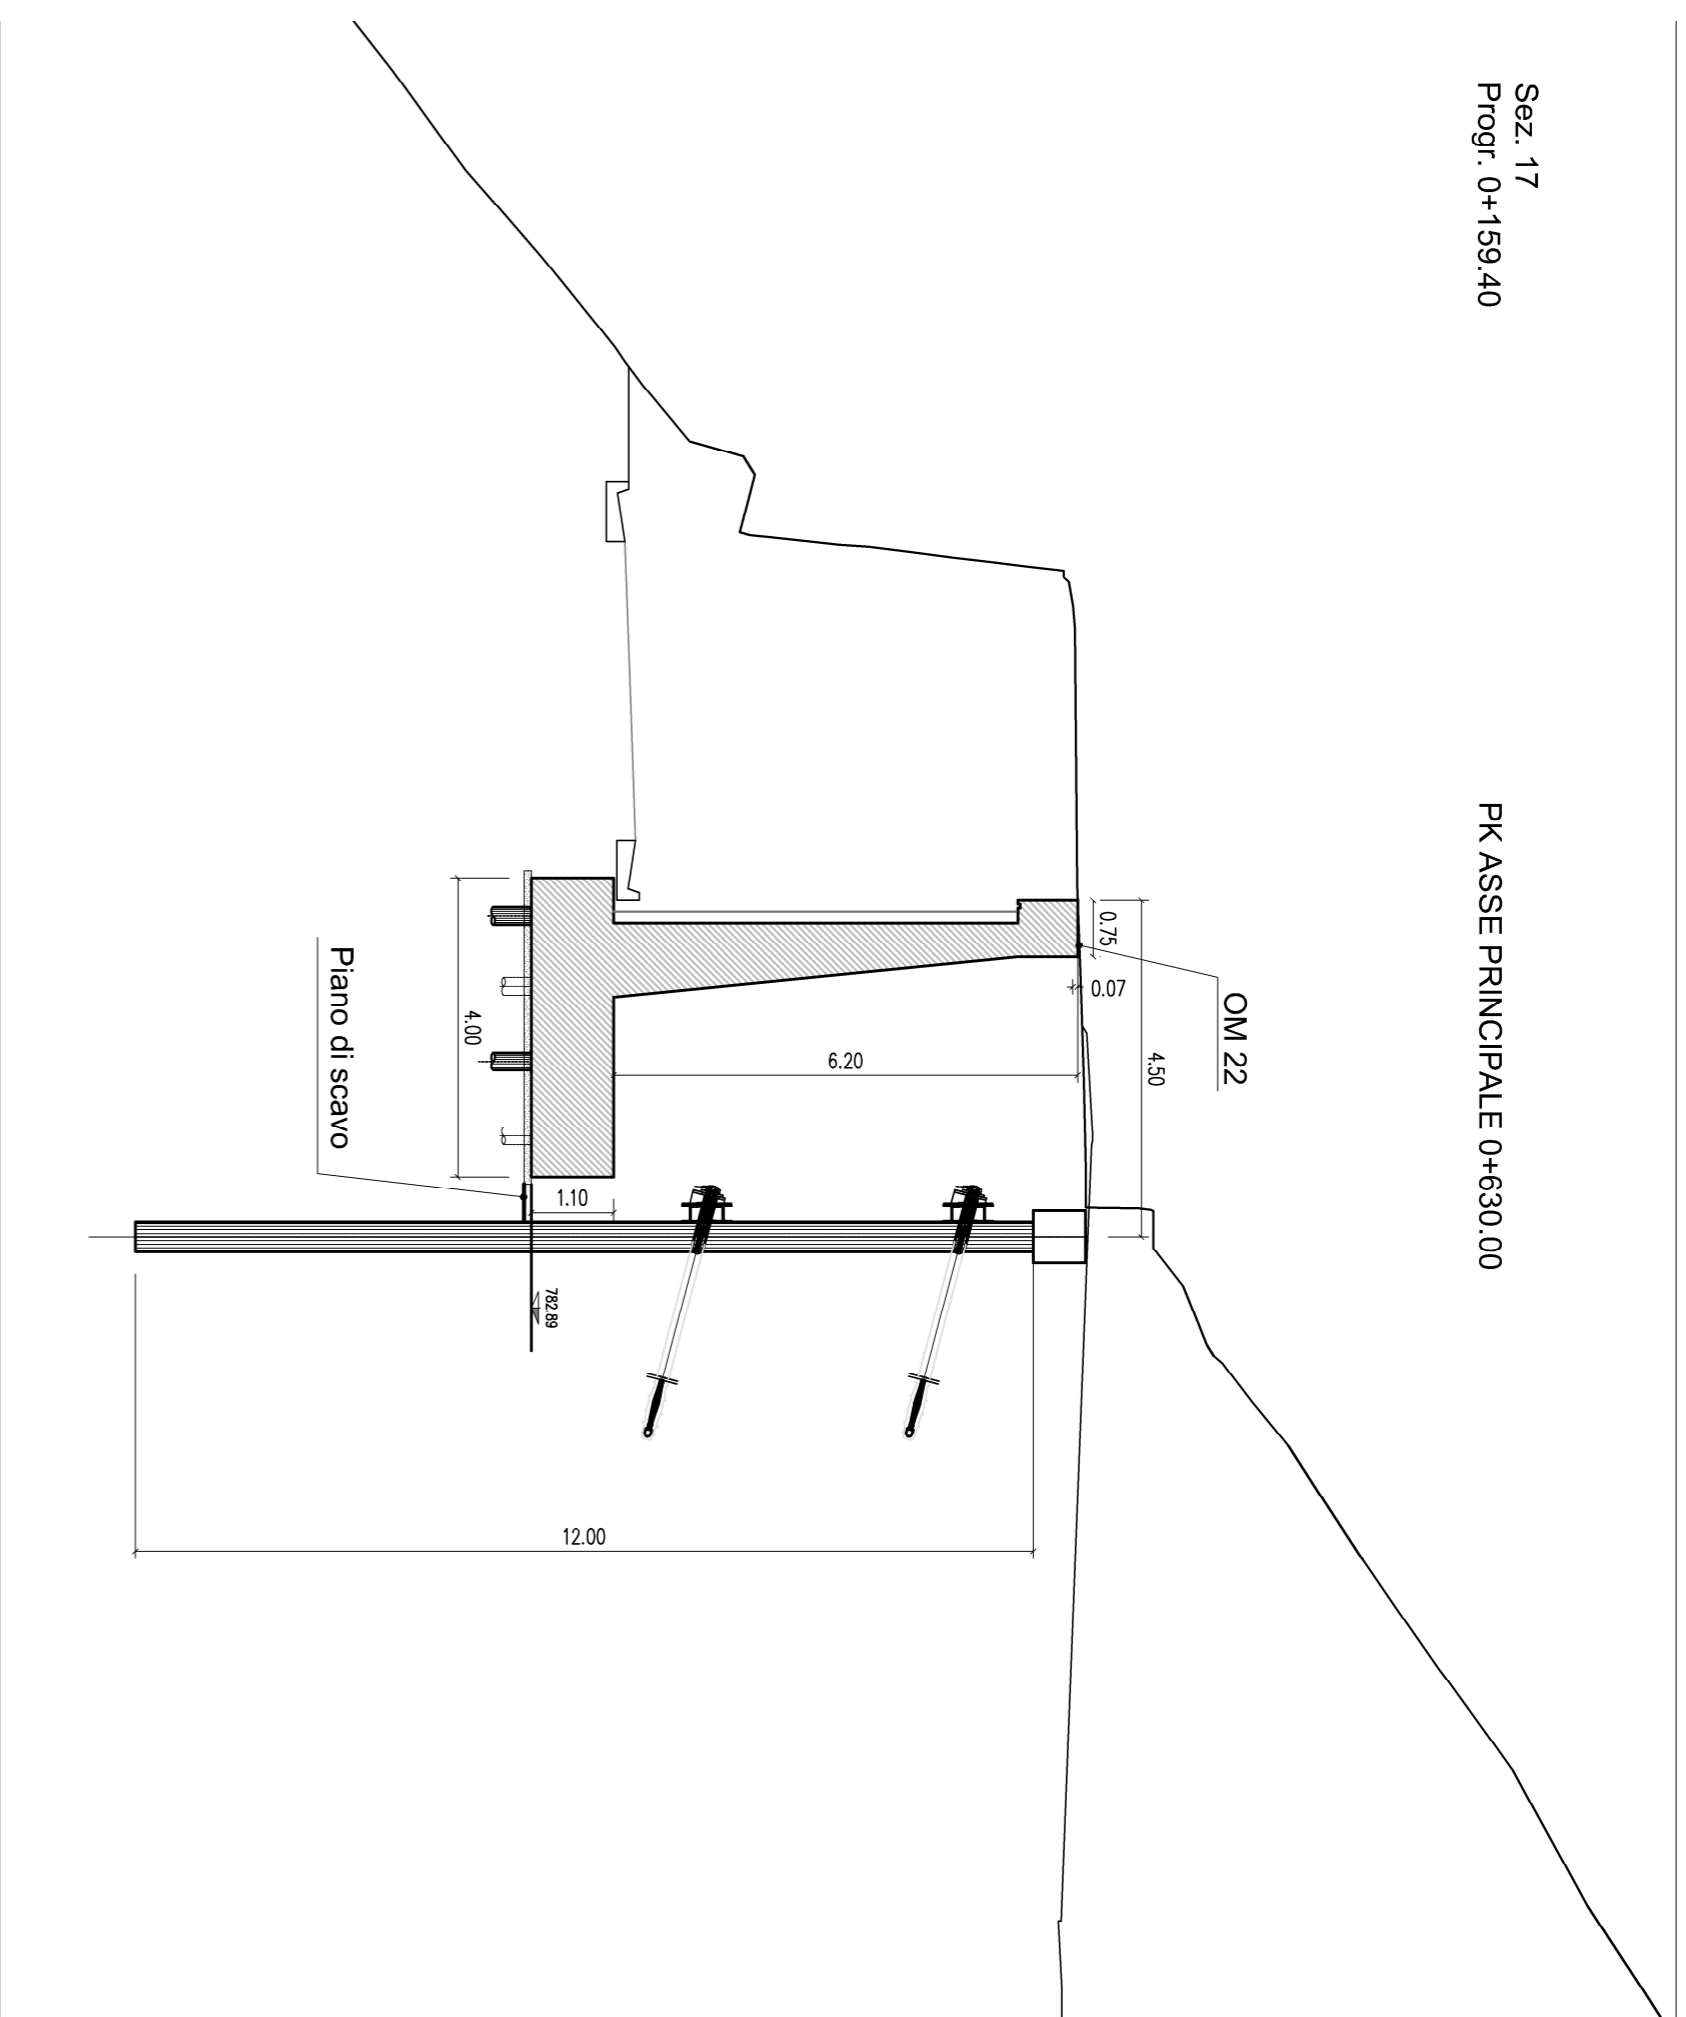 Sez. 17
Progr. 0+159.40
PK ASSE PRINCIPALE 0+630.00
OM 22
4.50
0.75
0.07
6.20
4.00
1.10
Piano di scavo
782.89
12.00